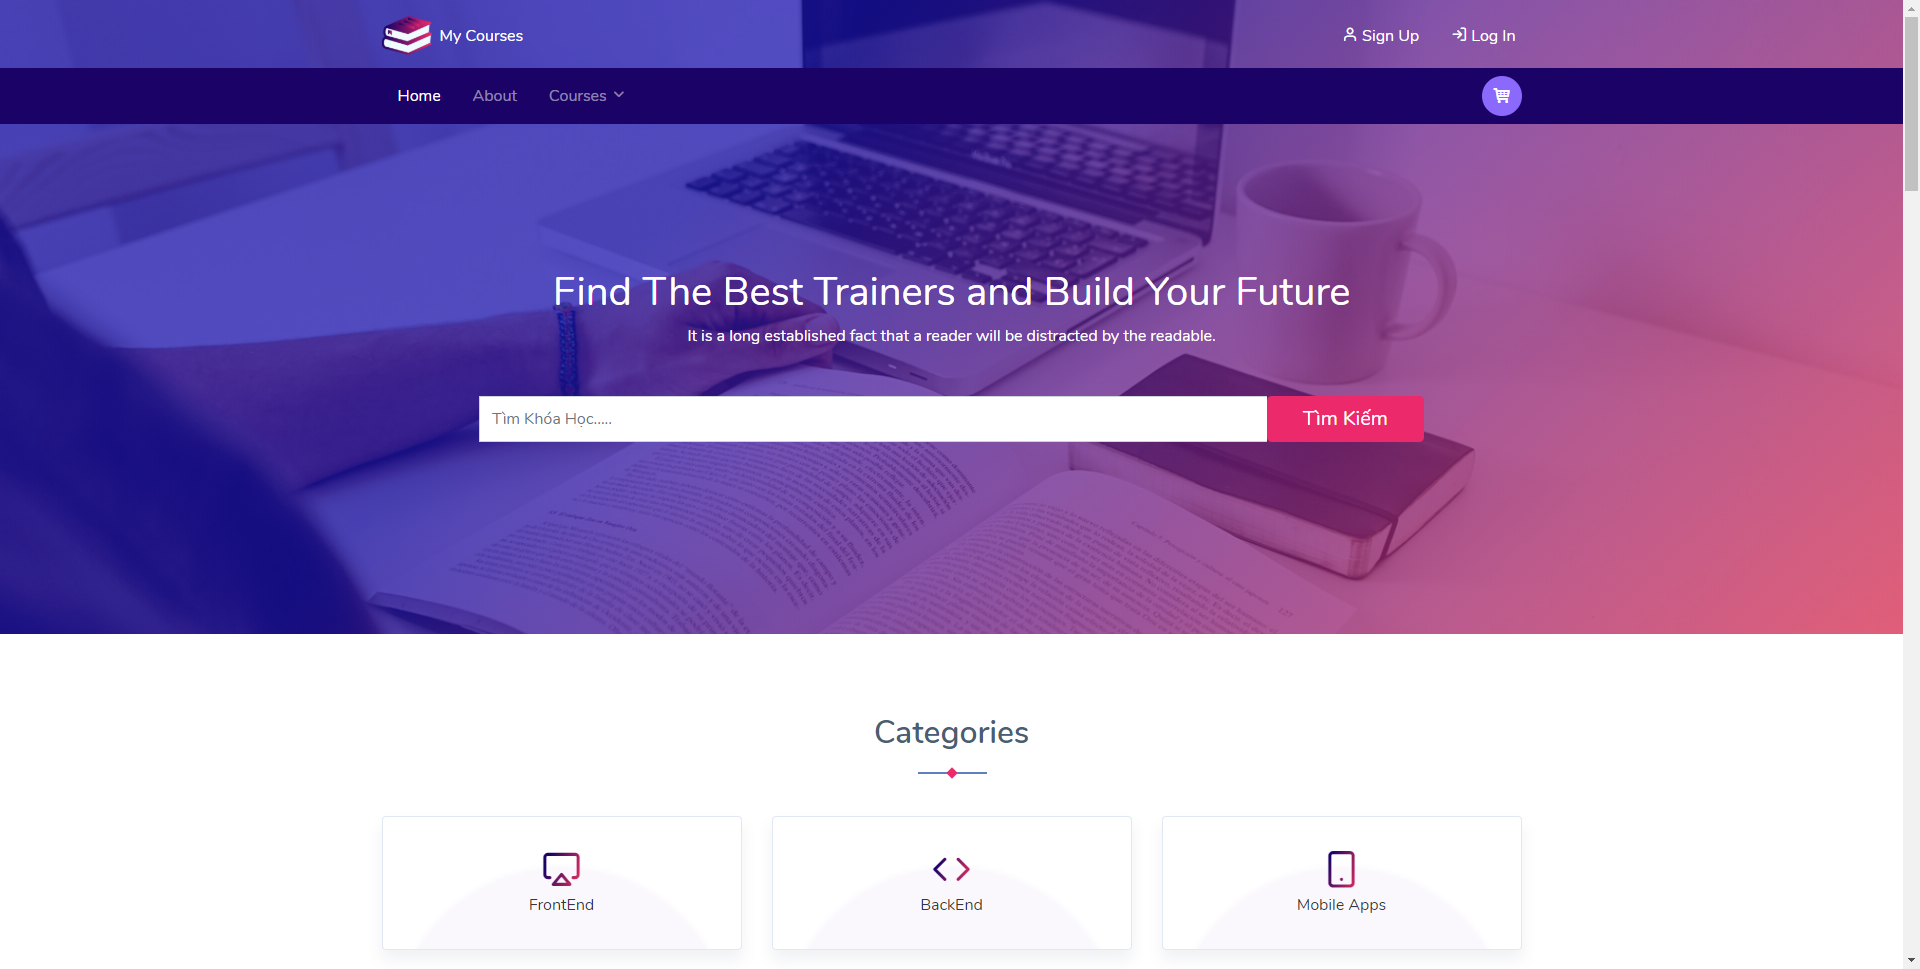 My Courses
Sign Up
Log In
Home
About
Courses
Find The Best Trainers and Build Your Future
It is a long established fact that a reader will be distracted by the readable.
Tìm Khóa Học.....
Tìm Kiếm
Categories
FrontEnd
BackEnd
Mobile Apps